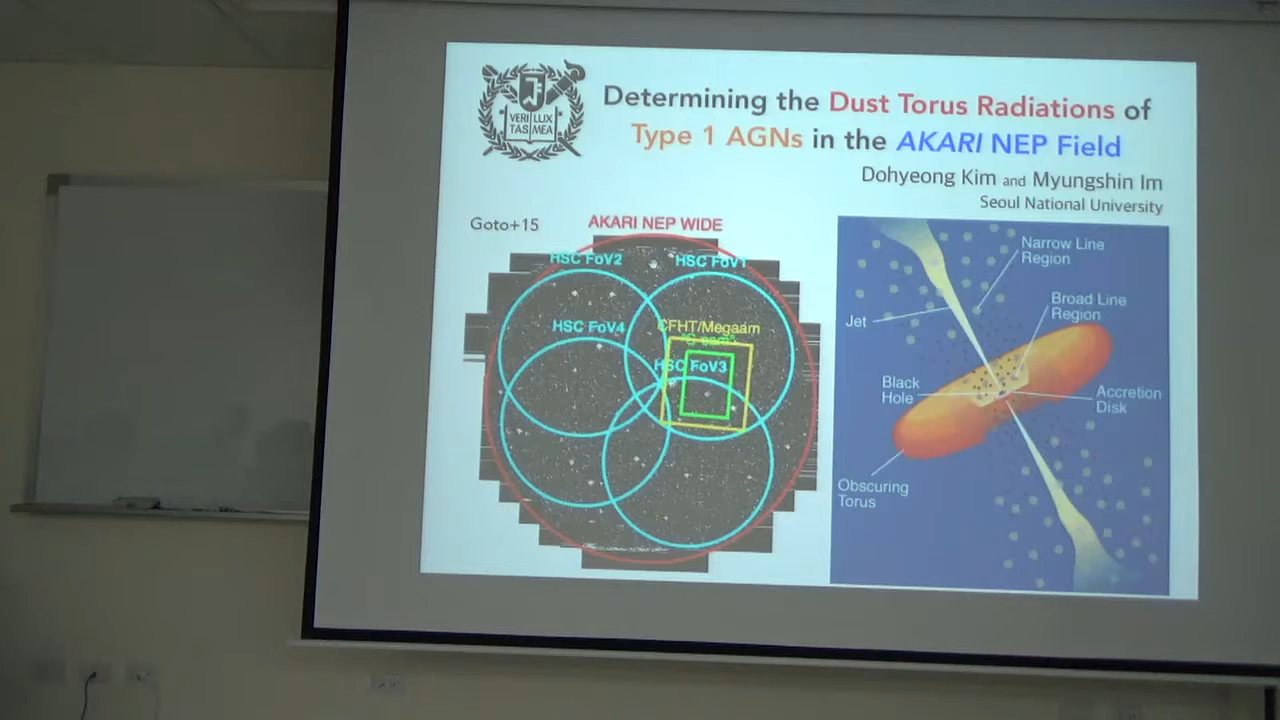 VERI LUX
TAS MEA
Determining the Dust Torus Radiations of
Type 1 AGNs in the AKARI NEP Field
Dohyeong Kim and Myungshin Im
Seoul National University
Goto+15
AKARI NEP WIDE
HSC FoV2
HSC FoV1
HSC FoV4
CFHT/Megaam
HSC FoV3
Narrow Line
Region
Broad Line
Region
Jet
Black
Hole
Accretion
Disk
Obscuring
Torus